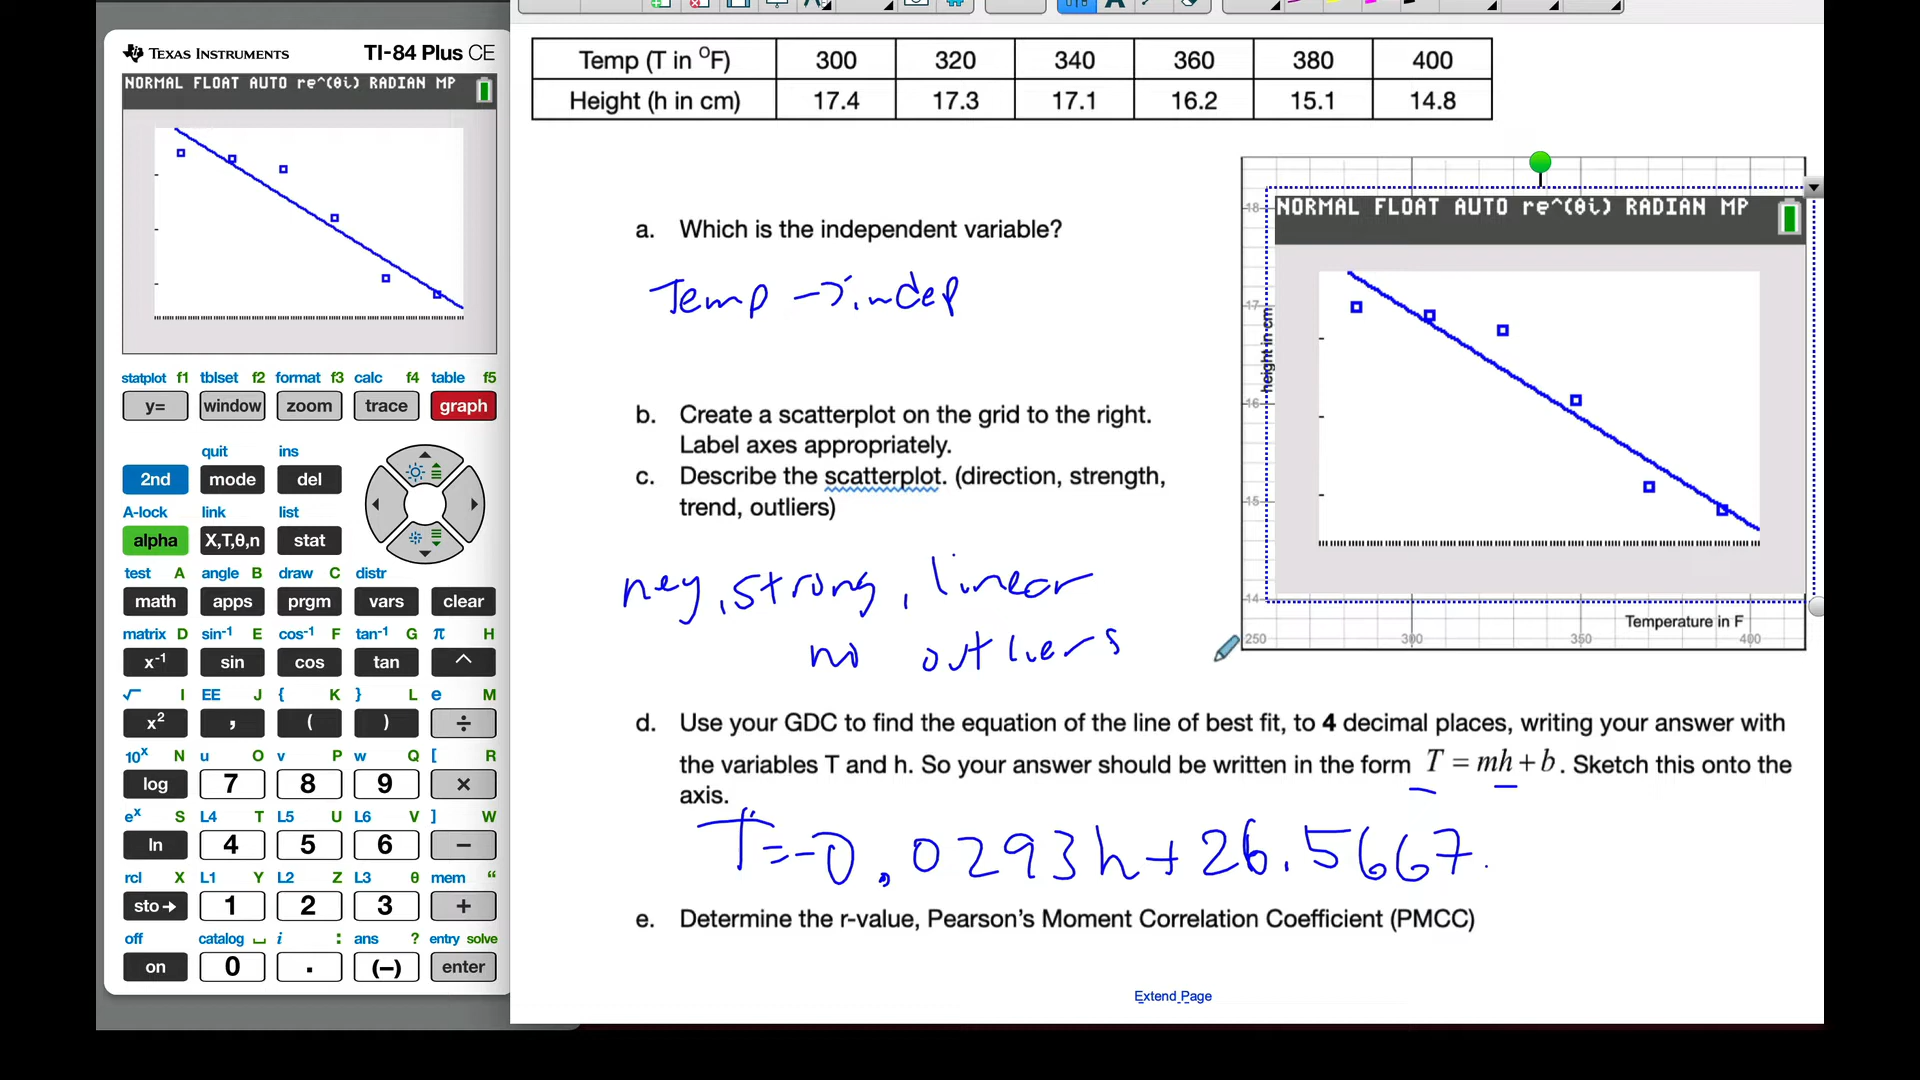 TEXAS INSTRUMENTS TI-84 Plus CE
NORMAL FLOAT AUTO re^(θi) RADIAN MP
statplot f1 tblset f2 format f3 calc f4 table f5
y= window zoom trace graph
quit ins
2nd mode del
A-lock link list
alpha X,T,θ,n stat
test A angle B draw C distr
math apps prgm vars clear
matrix D sin-1 E cos-1 F tan-1 G π H
x-1 sin cos tan ^
√ I EE J { K } L e M
x2 , ( ) ÷
10x N u O v P w Q [ R
log 7 8 9 ×
ex S L4 T L5 U L6 V ] W
ln 4 5 6 −
rcl X L1 Y L2 Z L3 θ mem “
sto→ 1 2 3 +
off catalog ⎵ i : ans ? entry solve
on 0 . (−) enter
Temp (T in OF) 300 320 340 360 380 400
Height (h in cm) 17.4 17.3 17.1 16.2 15.1 14.8
a. Which is the independent variable?
Temp → indep
b. Create a scatterplot on the grid to the right.
Label axes appropriately.
c. Describe the scatterplot. (direction, strength,
trend, outliers)
neg, strong, linear
no outliers
NORMAL FLOAT AUTO re^(θi) RADIAN MP
18
17
16
15
14
height in cm
Temperature in F
250 300 350 400
d. Use your GDC to find the equation of the line of best fit, to 4 decimal places, writing your answer with
the variables T and h. So your answer should be written in the form T = mh + b. Sketch this onto the
axis.
T=-0.0293h+26.5667.
e. Determine the r-value, Pearson’s Moment Correlation Coefficient (PMCC)
Extend Page